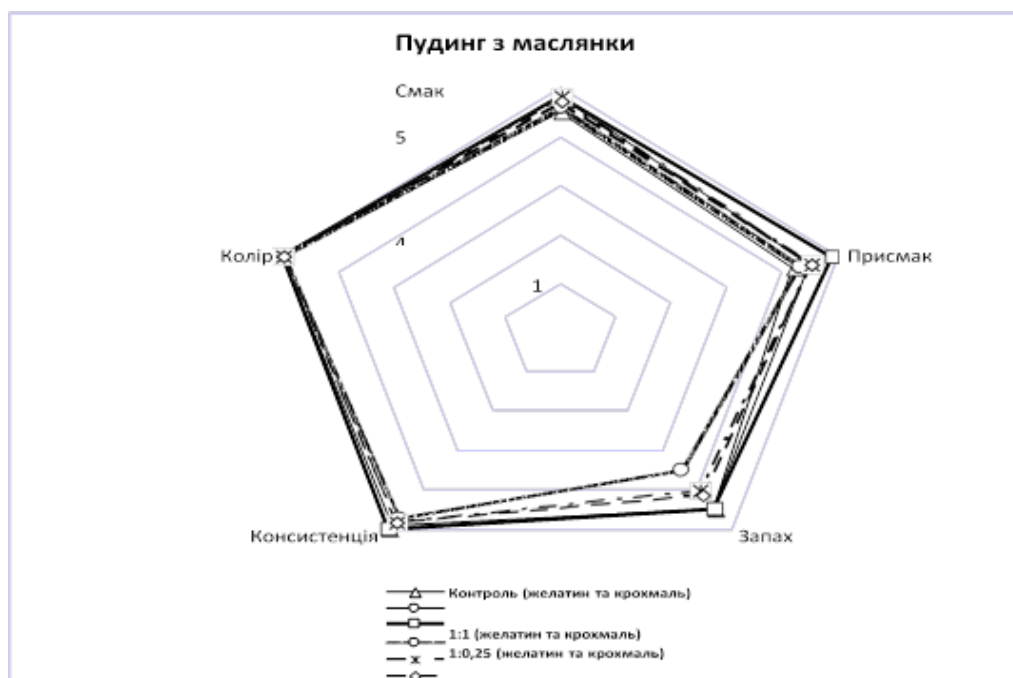 Пудинг з маслянки
Смак
5
4
1
Колір
Присмак
Консистенція
Запах
Контроль (желатин та крохмаль)
1:1 (желатин та крохмаль)
1:0,25 (желатин та крохмаль)